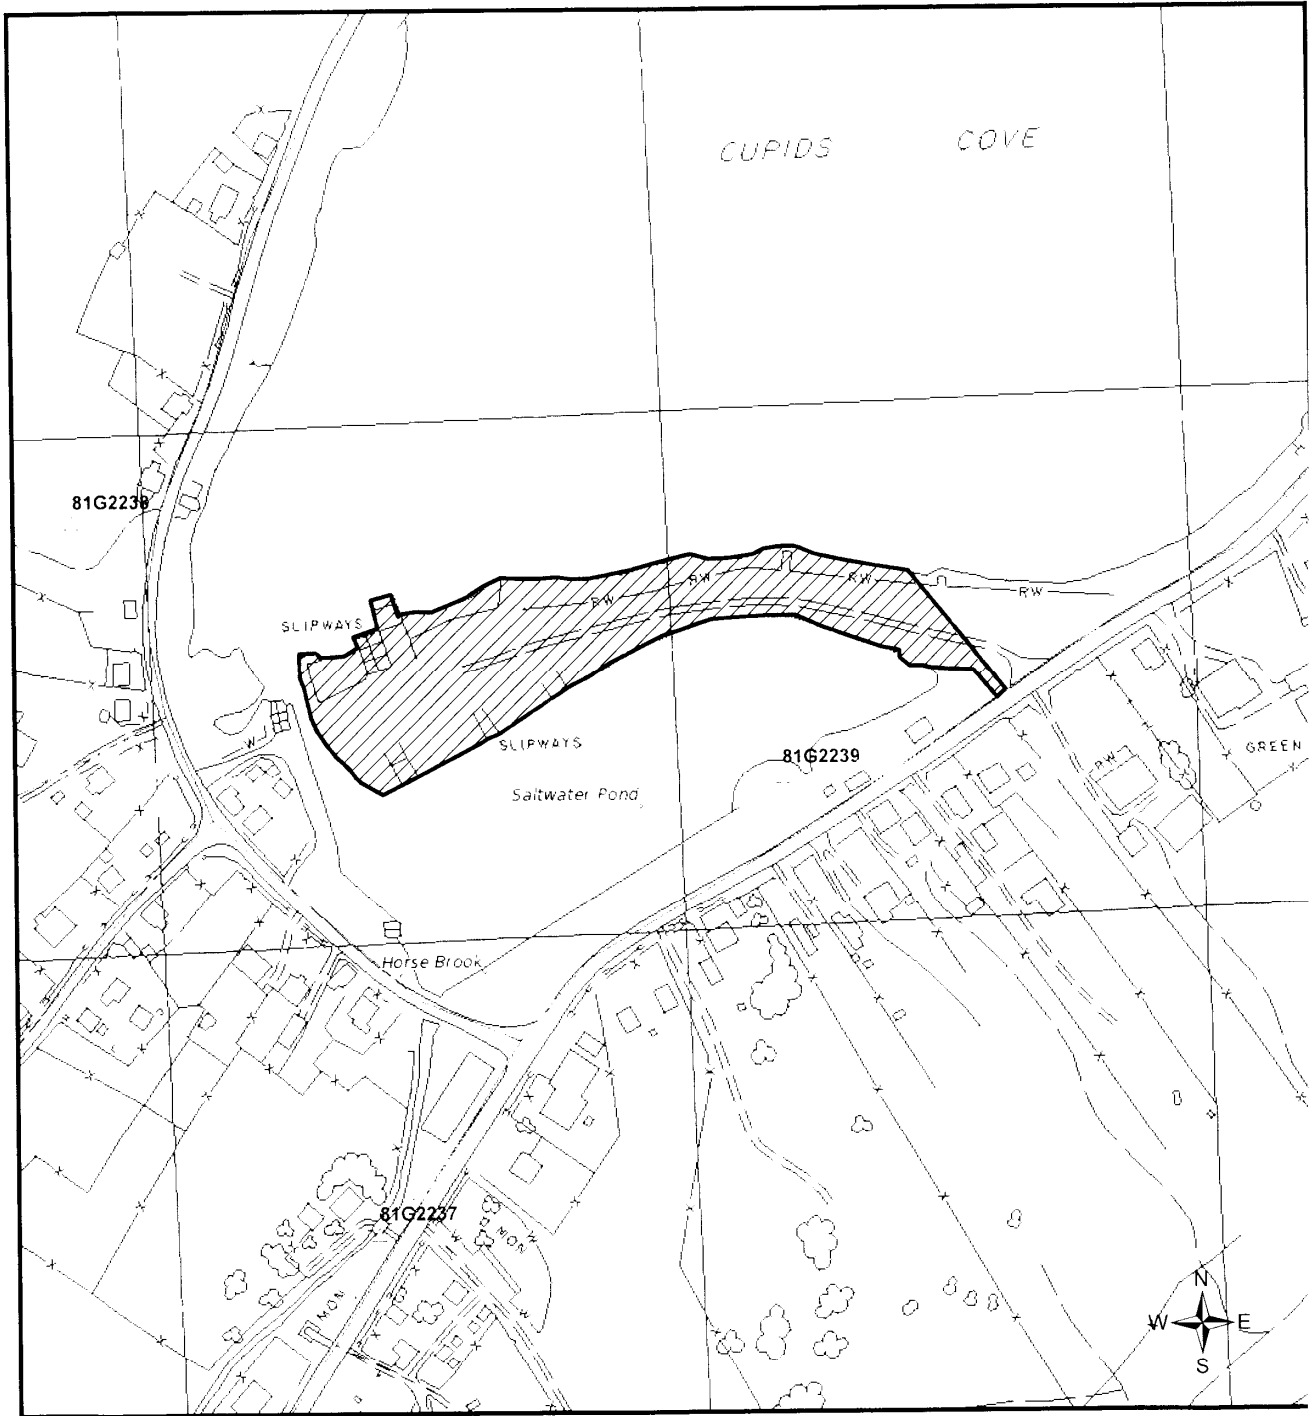 CUPIDS COVE
81G2238
RW
RW
RW
RW
SLIPWAYS
W
SLIPWAYS
81G2239
GREEN
RW
Saltwater Pond
Horse Brook
81G2237
MON
W
W
MON
W
N
W E
S